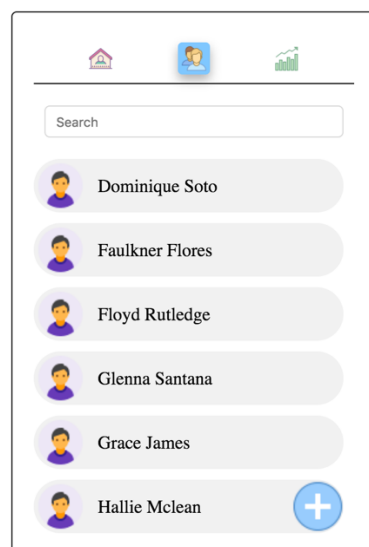 Search
Dominique Soto
Faulkner Flores
Floyd Rutledge
Glenna Santana
Grace James
Hallie Mclean